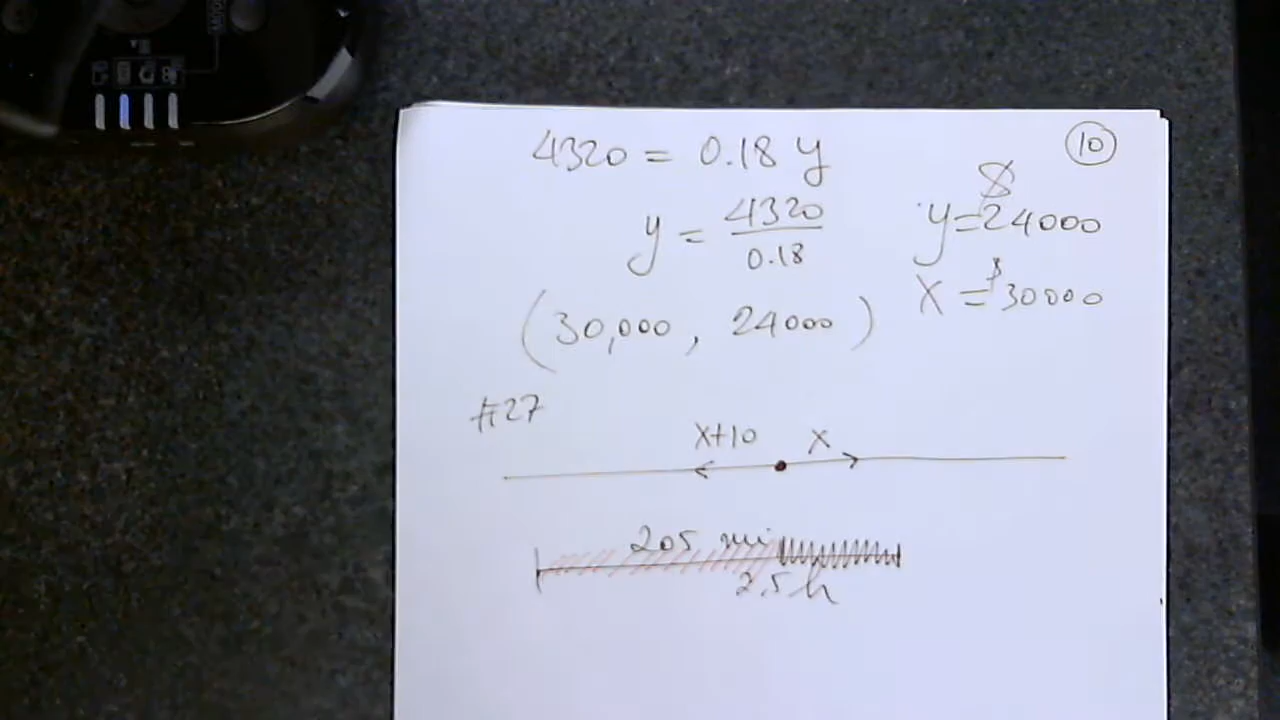 4320 = 0.18 y
10
y = 4320/0.18
$
y=24000
x = $30000
(30,000, 24000)
#27
x+10
x
205 mi
2.5 h